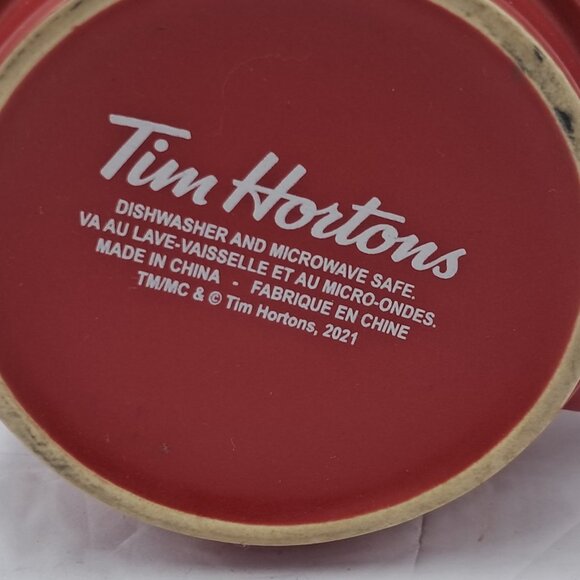 Tim Hortons
DISHWASHER AND MICROWAVE SAFE.
VA AU LAVE-VAISSELLE ET AU MICRO-ONDES.
MADE IN CHINA - FABRIQUE EN CHINE
TM/MC & © Tim Hortons, 2021